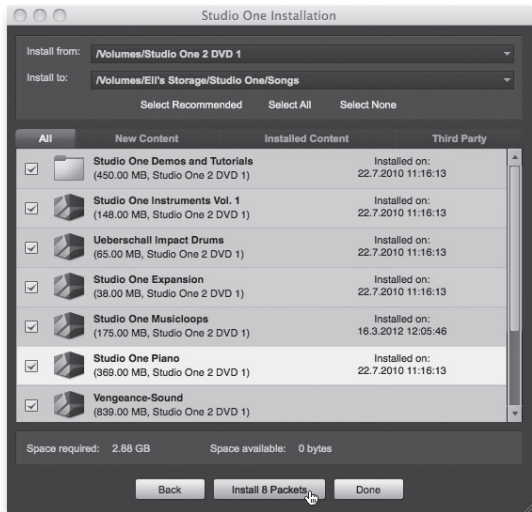 Studio One Installation
Install from: /Volumes/Studio One 2 DVD 1
Install to: /Volumes/Eli's Storage/Studio One/Songs
Select Recommended Select All Select None
All New Content Installed Content Third Party
Studio One Demos and Tutorials Installed on:
(450.00 MB, Studio One 2 DVD 1) 22.7.2010 11:16:13
Studio One Instruments Vol. 1 Installed on:
(148.00 MB, Studio One 2 DVD 1) 22.7.2010 11:16:13
Ueberschall Impact Drums Installed on:
(65.00 MB, Studio One 2 DVD 1) 22.7.2010 11:16:13
Studio One Expansion Installed on:
(38.00 MB, Studio One 2 DVD 1) 22.7.2010 11:16:13
Studio One Musicloops Installed on:
(175.00 MB, Studio One 2 DVD 1) 16.3.2012 12:05:46
Studio One Piano Installed on:
(369.00 MB, Studio One 2 DVD 1) 22.7.2010 11:16:13
Vengeance-Sound
(839.00 MB, Studio One 2 DVD 1)
Space required: 2.88 GB Space available: 0 bytes
Back Install 8 Packets Done